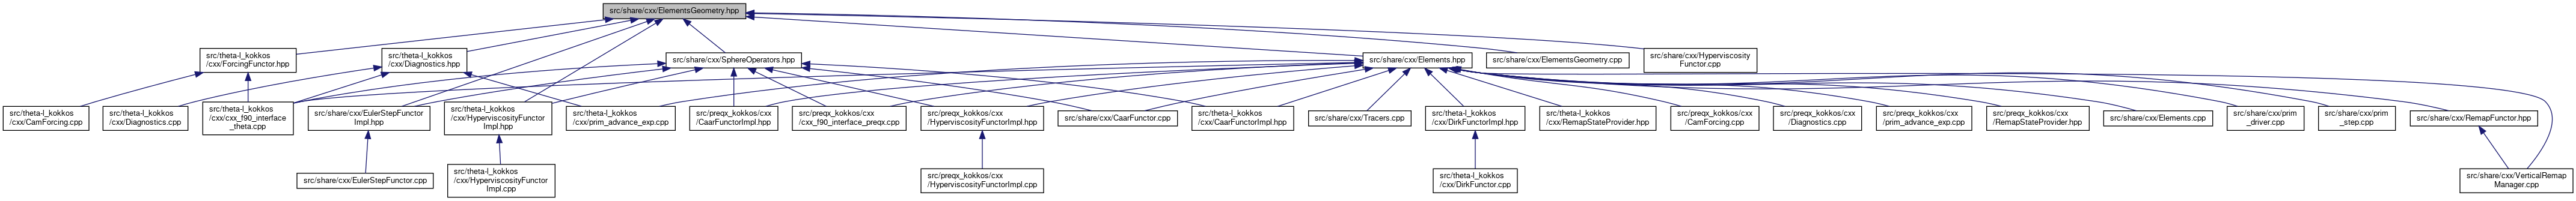 src/share/cxx/ElementsGeometry.hpp
src/theta-l_kokkos
/cxx/ForcingFunctor.hpp
src/theta-l_kokkos
/cxx/Diagnostics.hpp
src/share/cxx/SphereOperators.hpp
src/share/cxx/Elements.hpp
src/share/cxx/ElementsGeometry.cpp
src/share/cxx/Hyperviscosity
Functor.cpp
src/theta-l_kokkos
/cxx/CamForcing.cpp
src/theta-l_kokkos
/cxx/Diagnostics.cpp
src/theta-l_kokkos
/cxx/cxx_f90_interface
_theta.cpp
src/share/cxx/EulerStepFunctor
Impl.hpp
src/theta-l_kokkos
/cxx/HyperviscosityFunctor
Impl.hpp
src/theta-l_kokkos
/cxx/prim_advance_exp.cpp
src/preqx_kokkos/cxx
/CaarFunctorImpl.hpp
src/preqx_kokkos/cxx
/cxx_f90_interface_preqx.cpp
src/preqx_kokkos/cxx
/HyperviscosityFunctorImpl.hpp
src/share/cxx/CaarFunctor.cpp
src/theta-l_kokkos
/cxx/CaarFunctorImpl.hpp
src/share/cxx/Tracers.cpp
src/theta-l_kokkos
/cxx/DirkFunctorImpl.hpp
src/theta-l_kokkos
/cxx/RemapStateProvider.hpp
src/preqx_kokkos/cxx
/CamForcing.cpp
src/preqx_kokkos/cxx
/Diagnostics.cpp
src/preqx_kokkos/cxx
/prim_advance_exp.cpp
src/preqx_kokkos/cxx
/RemapStateProvider.hpp
src/share/cxx/Elements.cpp
src/share/cxx/prim
_driver.cpp
src/share/cxx/prim
_step.cpp
src/share/cxx/RemapFunctor.hpp
src/share/cxx/EulerStepFunctor.cpp
src/theta-l_kokkos
/cxx/HyperviscosityFunctor
Impl.cpp
src/preqx_kokkos/cxx
/HyperviscosityFunctorImpl.cpp
src/theta-l_kokkos
/cxx/DirkFunctor.cpp
src/share/cxx/VerticalRemap
Manager.cpp